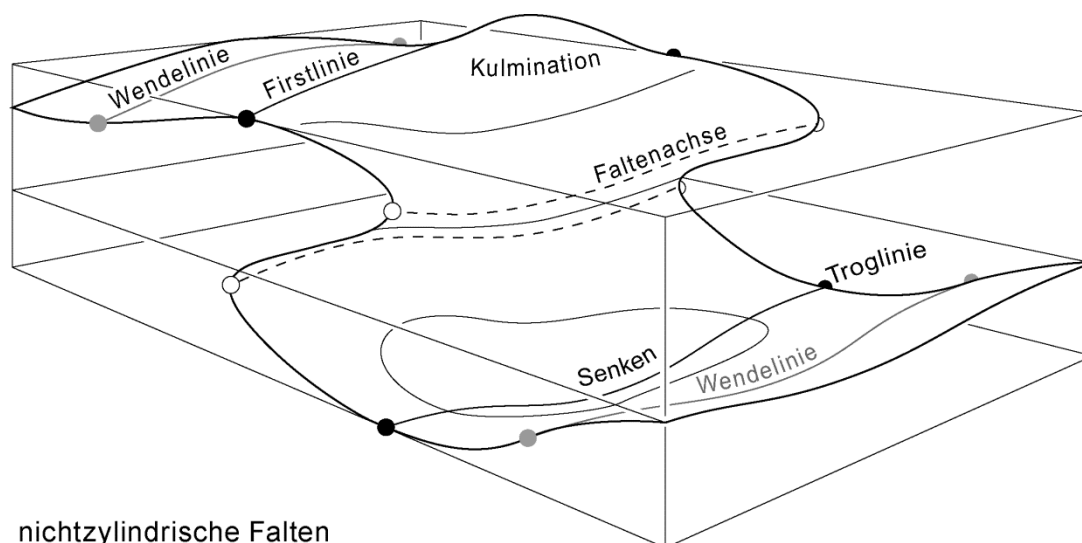 Wendelinie
Firstlinie
Kulmination
Faltenachse
Troglinie
Senken
Wendelinie
nichtzylindrische Falten